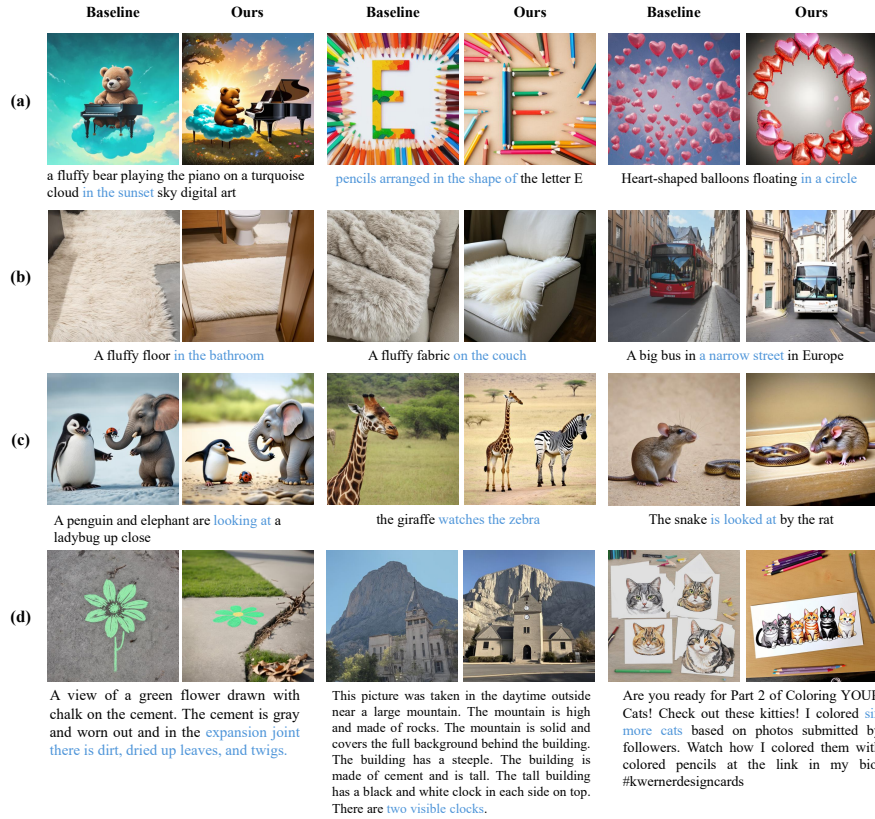 Baseline Ours Baseline Ours Baseline Ours
(a)
a fluffy bear playing the piano on a turquoise
cloud in the sunset sky digital art
pencils arranged in the shape of the letter E
Heart-shaped balloons floating in a circle
(b)
A fluffy floor in the bathroom
A fluffy fabric on the couch
A big bus in a narrow street in Europe
(c)
A penguin and elephant are looking at a
ladybug up close
the giraffe watches the zebra
The snake is looked at by the rat
(d)
A view of a green flower drawn with
chalk on the cement. The cement is gray
and worn out and in the expansion joint
there is dirt, dried up leaves, and twigs.
This picture was taken in the daytime outside
near a large mountain. The mountain is high
and made of rocks. The mountain is solid and
covers the full background behind the building.
The building has a steeple. The building is
made of cement and is tall. The tall building
has a black and white clock in each side on top.
There are two visible clocks.
Are you ready for Part 2 of Coloring YOUR
Cats! Check out these kitties! I colored six
more cats based on photos submitted by
followers. Watch how I colored them with
colored pencils at the link in my bio
#kwernerdesigncards